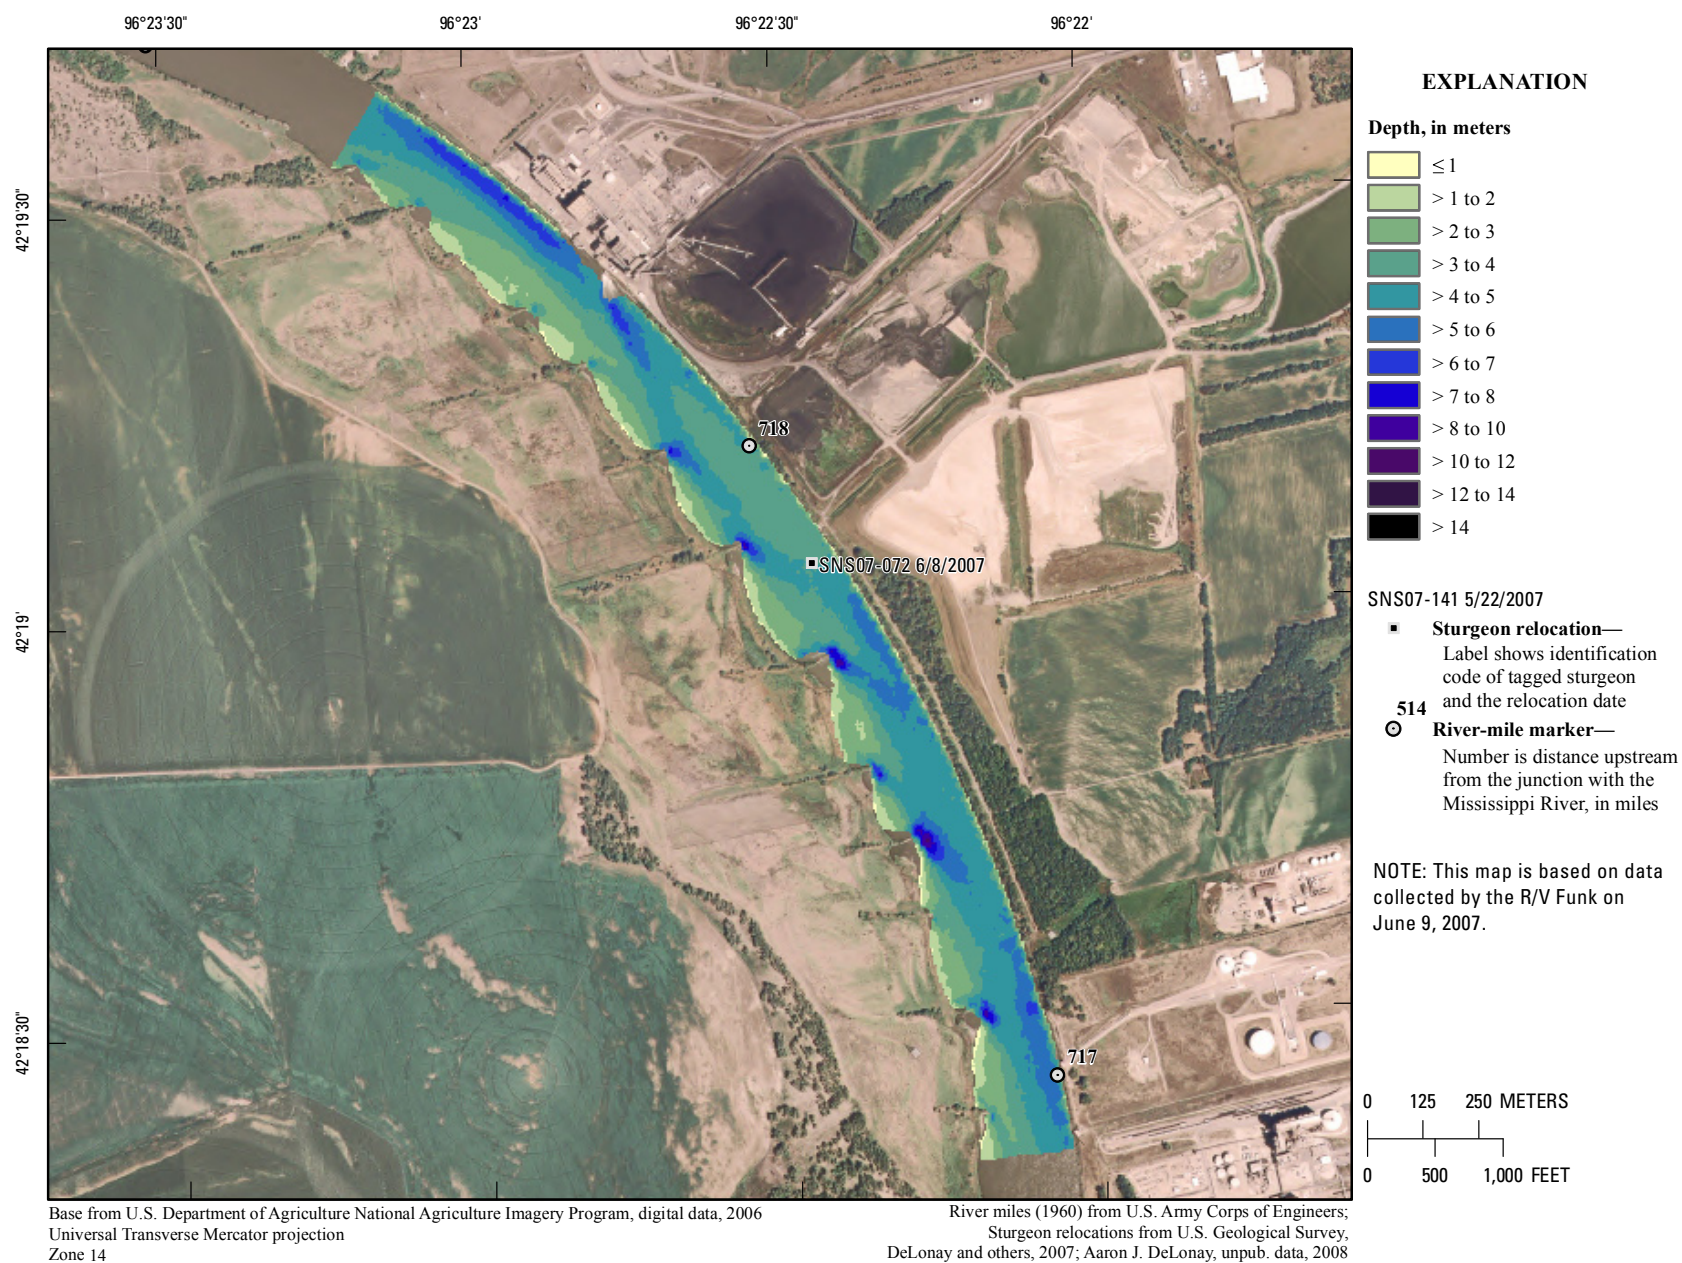 96°23'30"
96°23'
96°22'30"
96°22'
42°19'30"
42°19'
42°18'30"
718
SNS07-072 6/8/2007
717
EXPLANATION
Depth, in meters
≤ 1
> 1 to 2
> 2 to 3
> 3 to 4
> 4 to 5
> 5 to 6
> 6 to 7
> 7 to 8
> 8 to 10
> 10 to 12
> 12 to 14
> 14
SNS07-141 5/22/2007
Sturgeon relocation—
Label shows identification
code of tagged sturgeon
and the relocation date
514
River-mile marker—
Number is distance upstream
from the junction with the
Mississippi River, in miles
NOTE: This map is based on data
collected by the R/V Funk on
June 9, 2007.
0 125 250 METERS
0 500 1,000 FEET
Base from U.S. Department of Agriculture National Agriculture Imagery Program, digital data, 2006
Universal Transverse Mercator projection
Zone 14
River miles (1960) from U.S. Army Corps of Engineers;
Sturgeon relocations from U.S. Geological Survey,
DeLonay and others, 2007; Aaron J. DeLonay, unpub. data, 2008